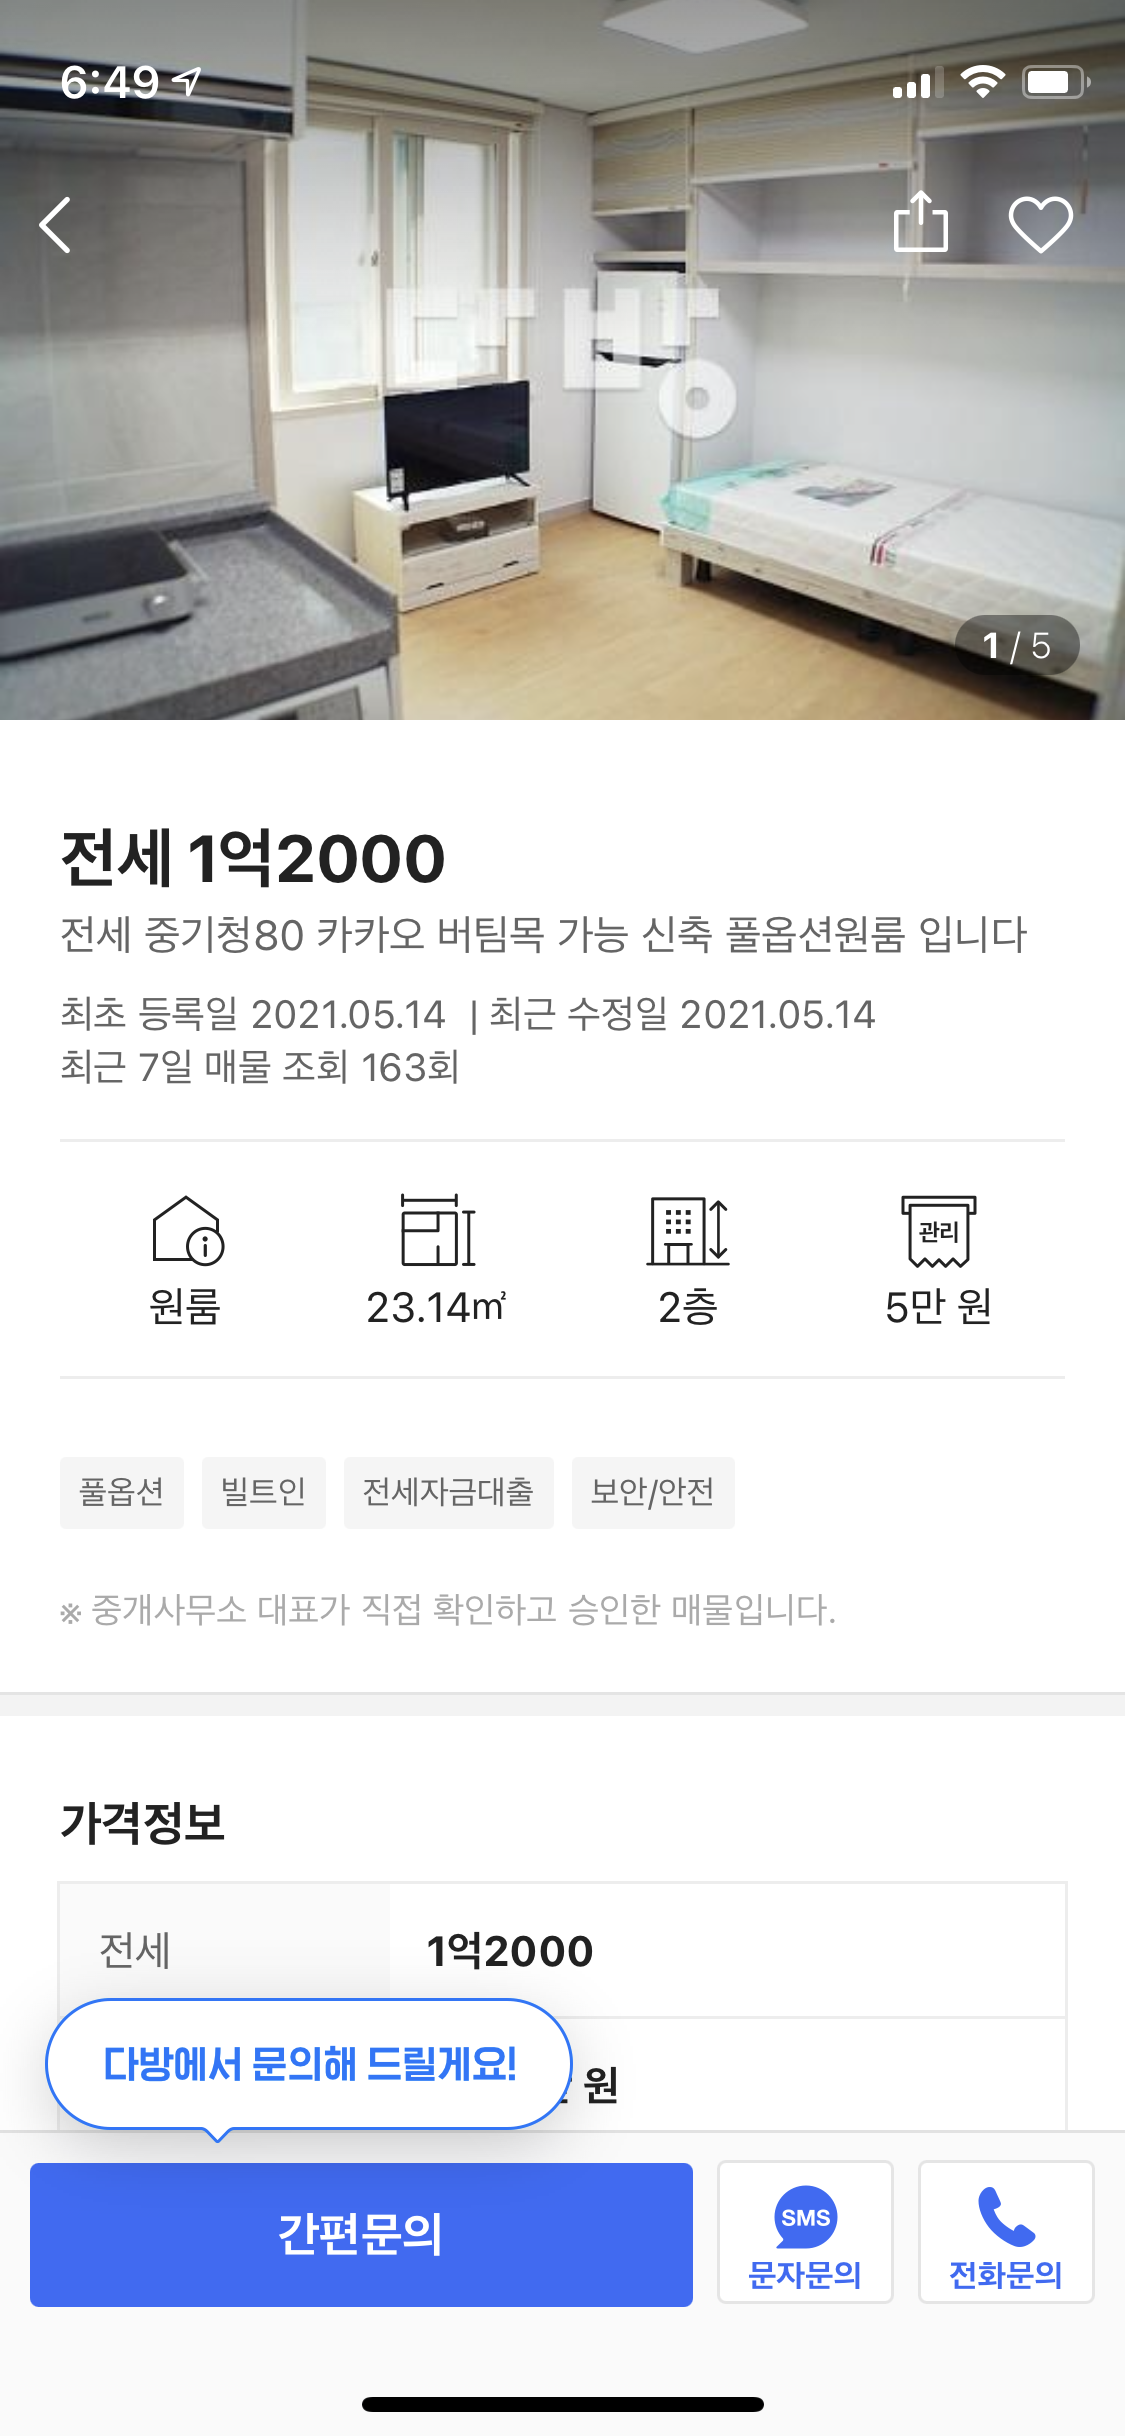 6:49
다방
1 / 5
전세 1억2000
전세 중기청80 카카오 버팀목 가능 신축 풀옵션원룸 입니다
최초 등록일 2021.05.14 | 최근 수정일 2021.05.14
최근 7일 매물 조회 163회
관리
원룸 23.14㎡ 2층 5만 원
풀옵션 빌트인 전세자금대출 보안/안전
※ 중개사무소 대표가 직접 확인하고 승인한 매물입니다.
가격정보
전세 1억2000
원
다방에서 문의해 드릴게요!
간편문의
SMS
문자문의
전화문의